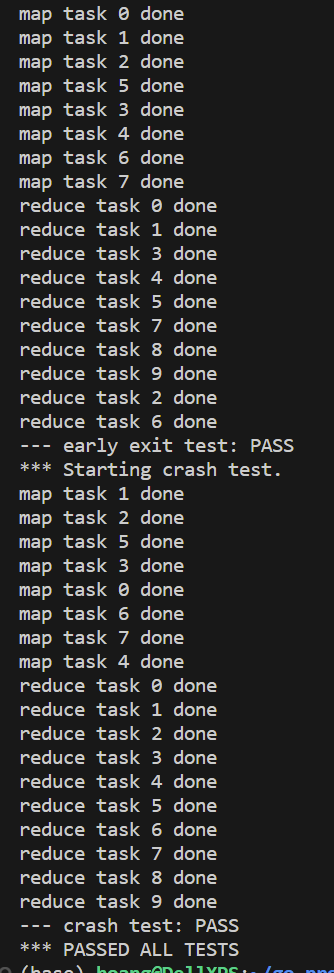 map task 0 done
map task 1 done
map task 2 done
map task 5 done
map task 3 done
map task 4 done
map task 6 done
map task 7 done
reduce task 0 done
reduce task 1 done
reduce task 3 done
reduce task 4 done
reduce task 5 done
reduce task 7 done
reduce task 8 done
reduce task 9 done
reduce task 2 done
reduce task 6 done
--- early exit test: PASS
*** Starting crash test.
map task 1 done
map task 2 done
map task 5 done
map task 3 done
map task 0 done
map task 6 done
map task 7 done
map task 4 done
reduce task 0 done
reduce task 1 done
reduce task 2 done
reduce task 3 done
reduce task 4 done
reduce task 5 done
reduce task 6 done
reduce task 7 done
reduce task 8 done
reduce task 9 done
--- crash test: PASS
*** PASSED ALL TESTS
(base)